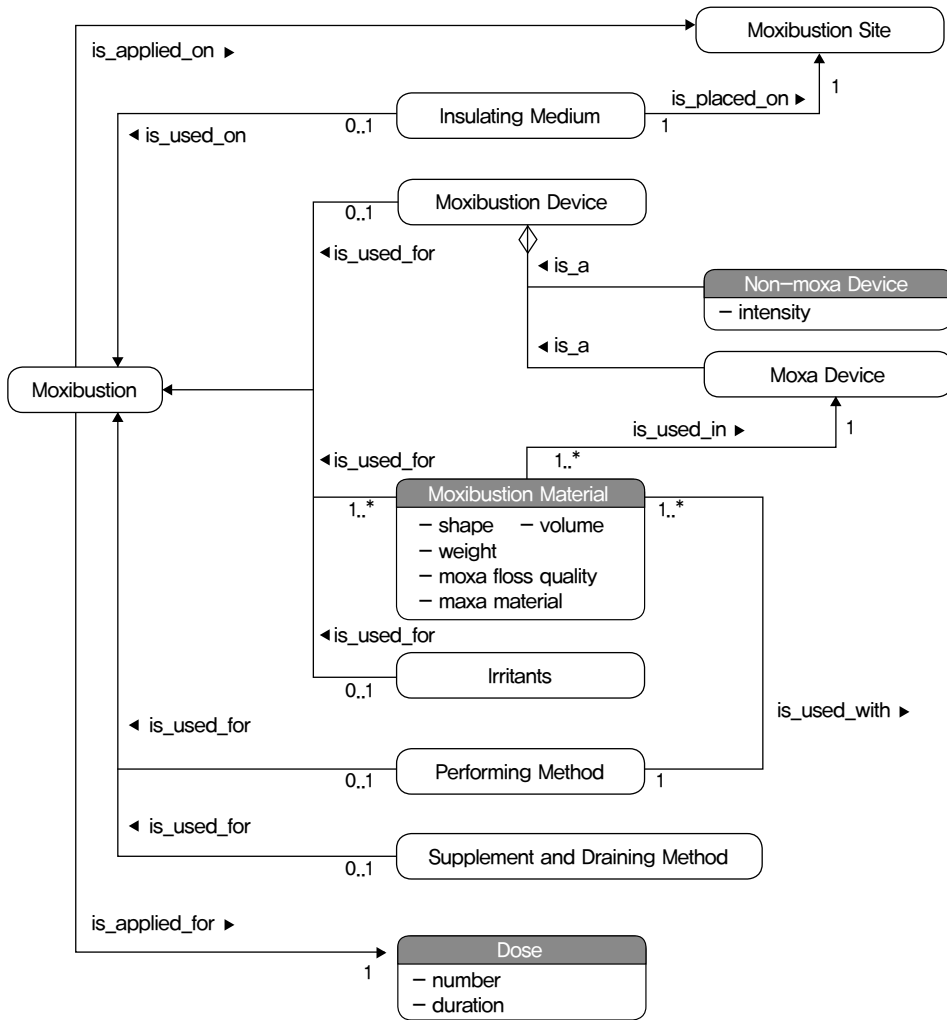 Moxibustion Site
is_applied_on ►
is_placed_on ►
1
Insulating Medium
0..1
1
◄ is_used_on
Moxibustion Device
0..1
◄ is_used_for
◄ is_a
Non-moxa Device
– intensity
◄ is_a
Moxibustion
Moxa Device
is_used_in ►
1
◄ is_used_for
1..*
Moxibustion Material
1..*
1..*
– shape – volume
– weight
– moxa floss quality
– maxa material
◄ is_used_for
Irritants
0..1
is_used_with ►
◄ is_used_for
Performing Method
0..1
1
◄ is_used_for
Supplement and Draining Method
0..1
is_applied_for ►
Dose
1
– number
– duration